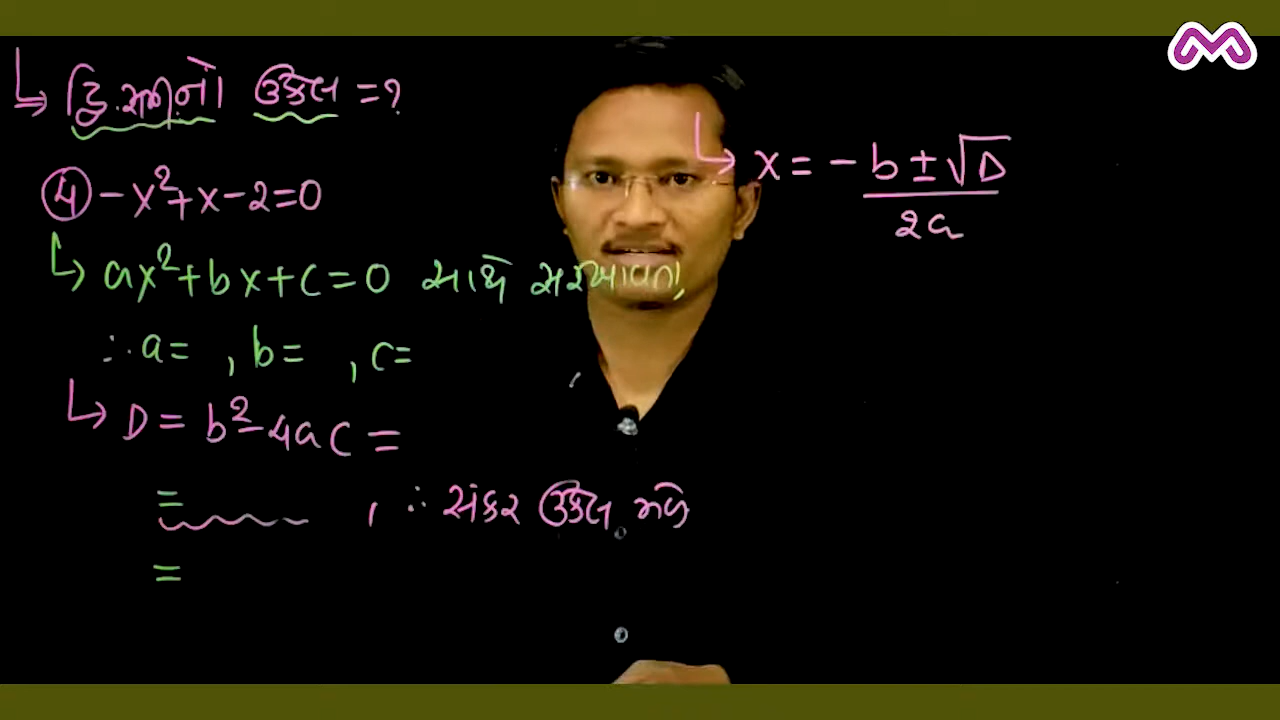 ↳ દ્વિ.સમી.નો ઉકેલ = ?
④ -x²+x-2=0
↳ ax²+bx+c=0 સાથે સરખાવતા,
∴ a= , b= , c=
↳ D = b²-4ac =
=
, ∴ સંકર ઉકેલ મળે
=
↳ x = -b±√D
2a